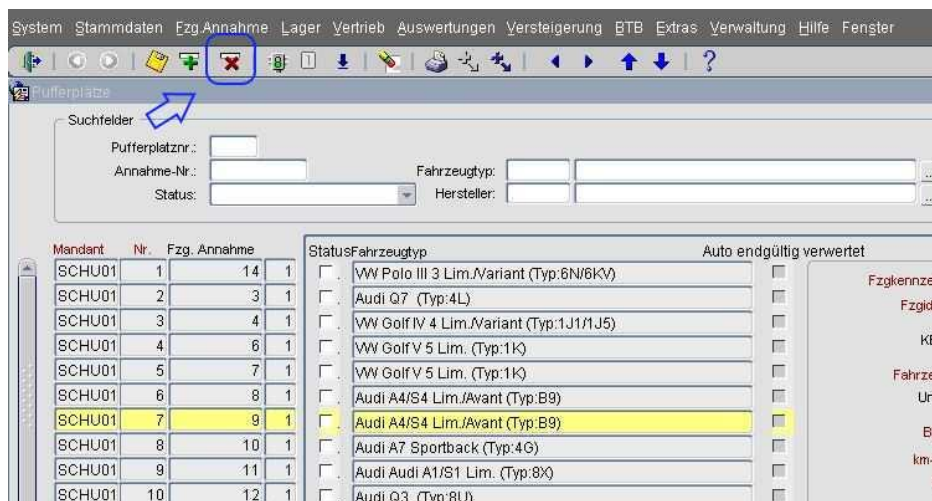 System Stammdaten Fzg.Annahme Lager Vertrieb Auswertungen Versteigerung BTB Extras Verwaltung Hilfe Fenster
Pufferplätze
Suchfelder
Pufferplatznr.:
Annahme-Nr.: Fahrzeugtyp:
Status: Hersteller:
Mandant Nr. Fzg. Annahme Status Fahrzeugtyp Auto endgültig verwertet
SCHU01 1 14 1 VW Polo III 3 Lim./Variant (Typ:6N/6KV)
SCHU01 2 3 1 Audi Q7 (Typ:4L)
SCHU01 3 4 1 VW Golf IV 4 Lim./Variant (Typ:1J1/1J5)
SCHU01 4 6 1 VW Golf V 5 Lim. (Typ:1K)
SCHU01 5 7 1 VW Golf V 5 Lim. (Typ:1K)
SCHU01 6 8 1 Audi A4/S4 Lim./Avant (Typ:B9)
SCHU01 7 9 1 Audi A4/S4 Lim./Avant (Typ:B9)
SCHU01 8 10 1 Audi A7 Sportback (Typ:4G)
SCHU01 9 11 1 Audi Audi A1/S1 Lim. (Typ:8X)
SCHU01 10 12 1 Audi Q3 (Typ:8U)
Fzgkennze
Fzgid
KE
Fahrze
Ur
B
km-